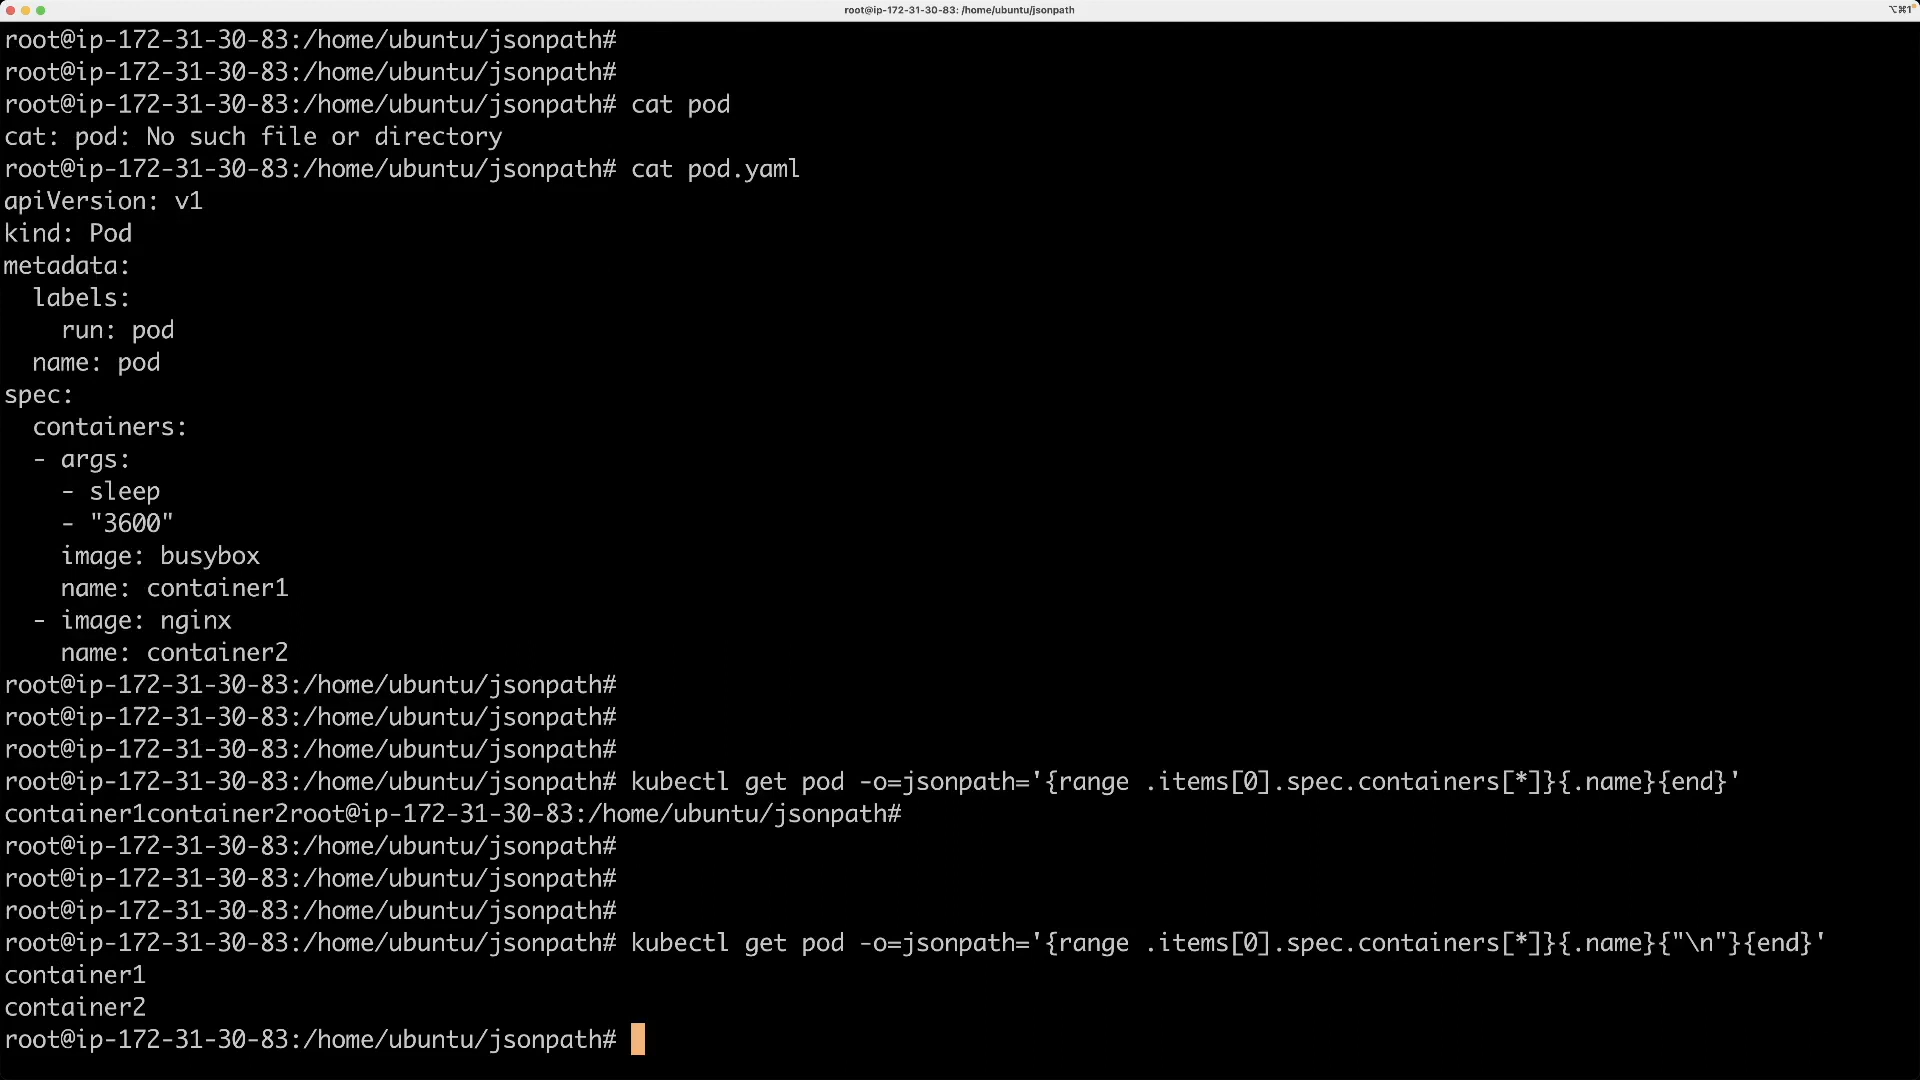 root@ip-172-31-30-83: /home/ubuntu/jsonpath
⌥⌘1
root@ip-172-31-30-83:/home/ubuntu/jsonpath#
root@ip-172-31-30-83:/home/ubuntu/jsonpath#
root@ip-172-31-30-83:/home/ubuntu/jsonpath# cat pod
cat: pod: No such file or directory
root@ip-172-31-30-83:/home/ubuntu/jsonpath# cat pod.yaml
apiVersion: v1
kind: Pod
metadata:
  labels:
    run: pod
  name: pod
spec:
  containers:
  - args:
    - sleep
    - "3600"
    image: busybox
    name: container1
  - image: nginx
    name: container2
root@ip-172-31-30-83:/home/ubuntu/jsonpath#
root@ip-172-31-30-83:/home/ubuntu/jsonpath#
root@ip-172-31-30-83:/home/ubuntu/jsonpath#
root@ip-172-31-30-83:/home/ubuntu/jsonpath# kubectl get pod -o=jsonpath='{range .items[0].spec.containers[*]}{.name}{end}'
container1container2root@ip-172-31-30-83:/home/ubuntu/jsonpath#
root@ip-172-31-30-83:/home/ubuntu/jsonpath#
root@ip-172-31-30-83:/home/ubuntu/jsonpath#
root@ip-172-31-30-83:/home/ubuntu/jsonpath#
root@ip-172-31-30-83:/home/ubuntu/jsonpath# kubectl get pod -o=jsonpath='{range .items[0].spec.containers[*]}{.name}{"\n"}{end}'
container1
container2
root@ip-172-31-30-83:/home/ubuntu/jsonpath#